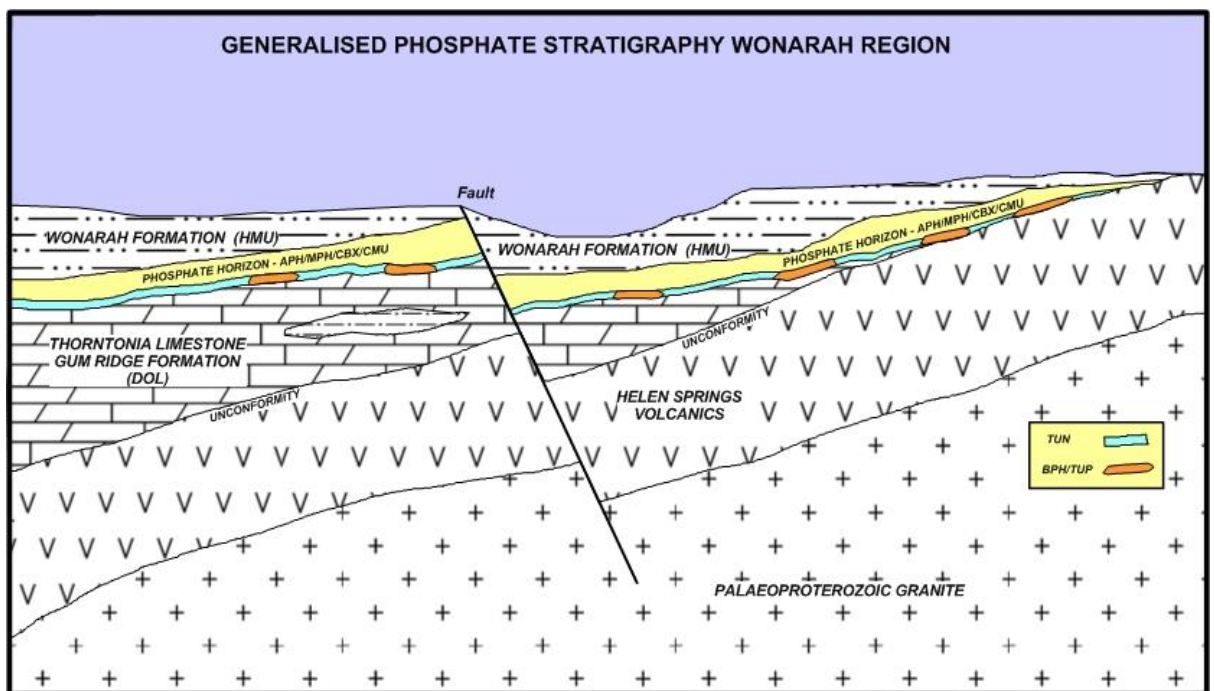 GENERALISED PHOSPHATE STRATIGRAPHY WONARAH REGION
Fault
WONARAH FORMATION (HMU)
PHOSPHATE HORIZON - APH/MPH/CBX/CMU
WONARAH FORMATION (HMU)
PHOSPHATE HORIZON - APH/MPH/CBX/CMU
THORNTONIA LIMESTONE
GUM RIDGE FORMATION
(DOL)
UNCONFORMITY
UNCONFORMITY
HELEN SPRINGS
VOLCANICS
TUN
BPH/TUP
PALAEOPROTEROZOIC GRANITE